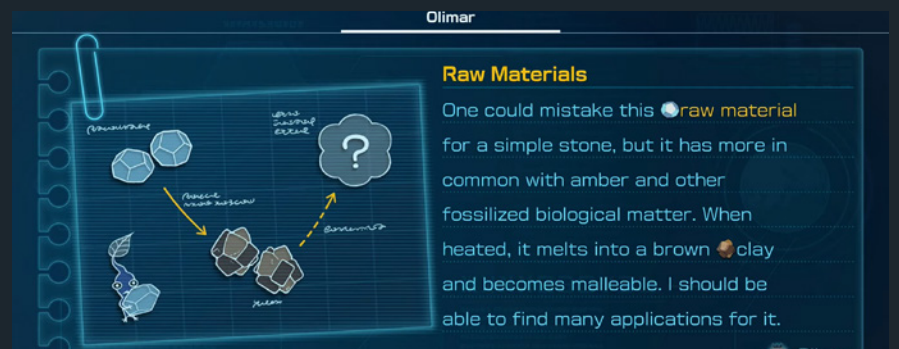 Olimar
Raw Materials
One could mistake this raw material
for a simple stone, but it has more in
common with amber and other
fossilized biological matter. When
heated, it melts into a brown clay
and becomes malleable. I should be
able to find many applications for it.
?